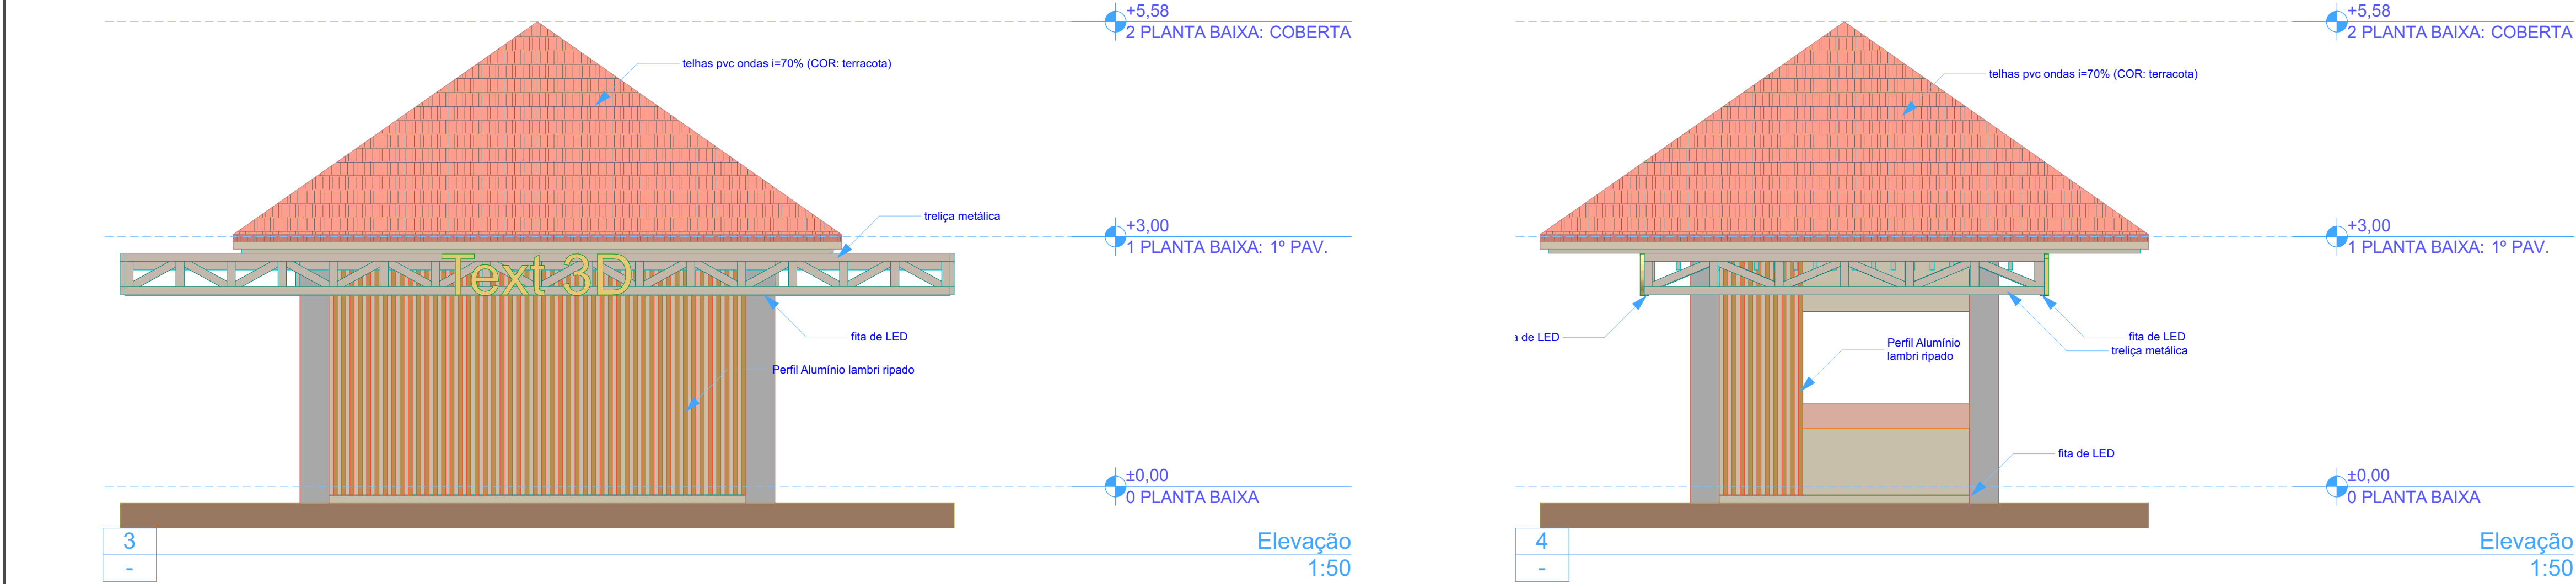 +5,58
2 PLANTA BAIXA: COBERTA
telhas pvc ondas i=70% (COR: terracota)
treliça metálica
+3,00
1 PLANTA BAIXA: 1º PAV.
Text 3D
fita de LED
Perfil Alumínio lambri ripado
±0,00
0 PLANTA BAIXA
3
-
Elevação
1:50
+5,58
2 PLANTA BAIXA: COBERTA
telhas pvc ondas i=70% (COR: terracota)
+3,00
1 PLANTA BAIXA: 1º PAV.
a de LED
fita de LED
treliça metálica
Perfil Alumínio
lambri ripado
fita de LED
±0,00
0 PLANTA BAIXA
4
-
Elevação
1:50